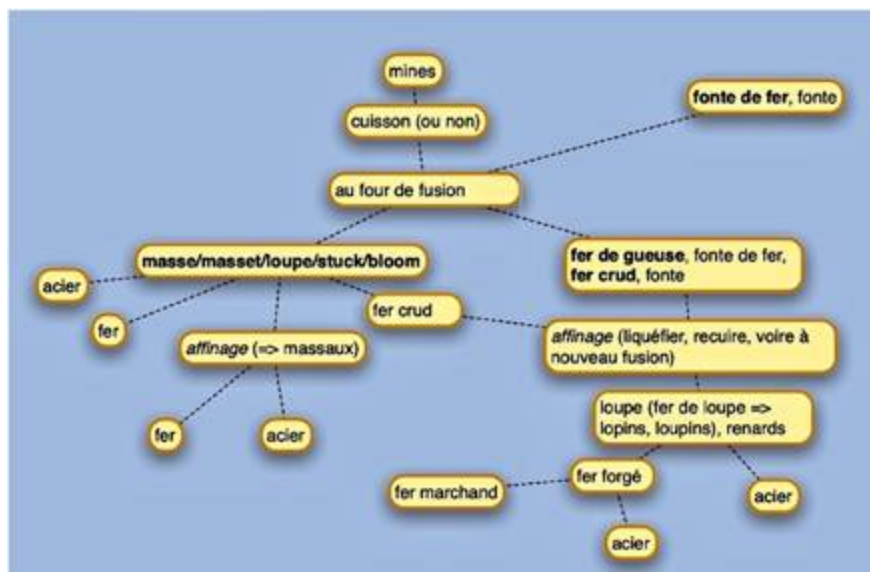 mines
fonte de fer, fonte
cuisson (ou non)
au four de fusion
masse/masset/loupe/stuck/bloom
fer de gueuse, fonte de fer,
fer crud, fonte
acier
fer crud
fer
affinage (=> massaux)
affinage (liquéfier, recuire, voire à
nouveau fusion)
loupe (fer de loupe =>
lopins, loupins), renards
fer
acier
fer forgé
fer marchand
acier
acier